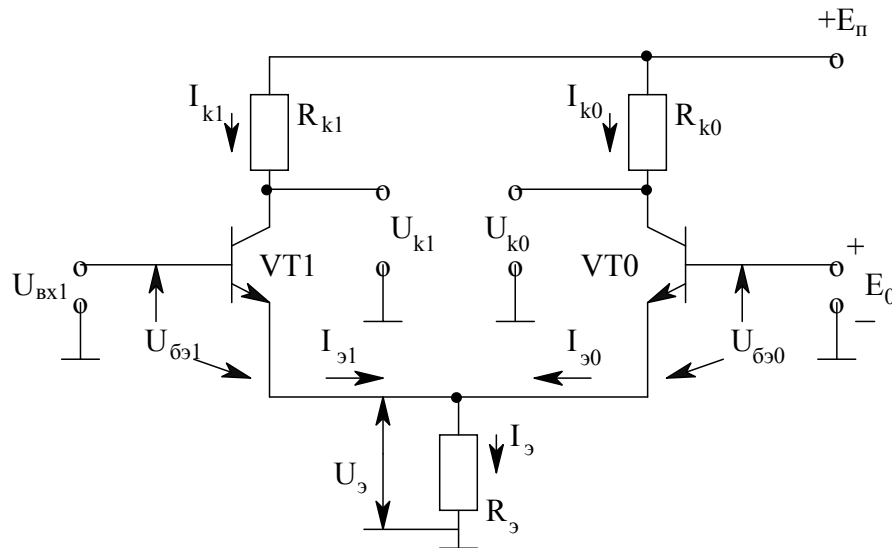 +Eп
Ik1
Rk1
Ik0
Rk0
Uвх1
VT1
Uk1
Uk0
VT0
+
E0
−
Uбэ1
Iэ1
Iэ0
Uбэ0
Uэ
Iэ
Rэ